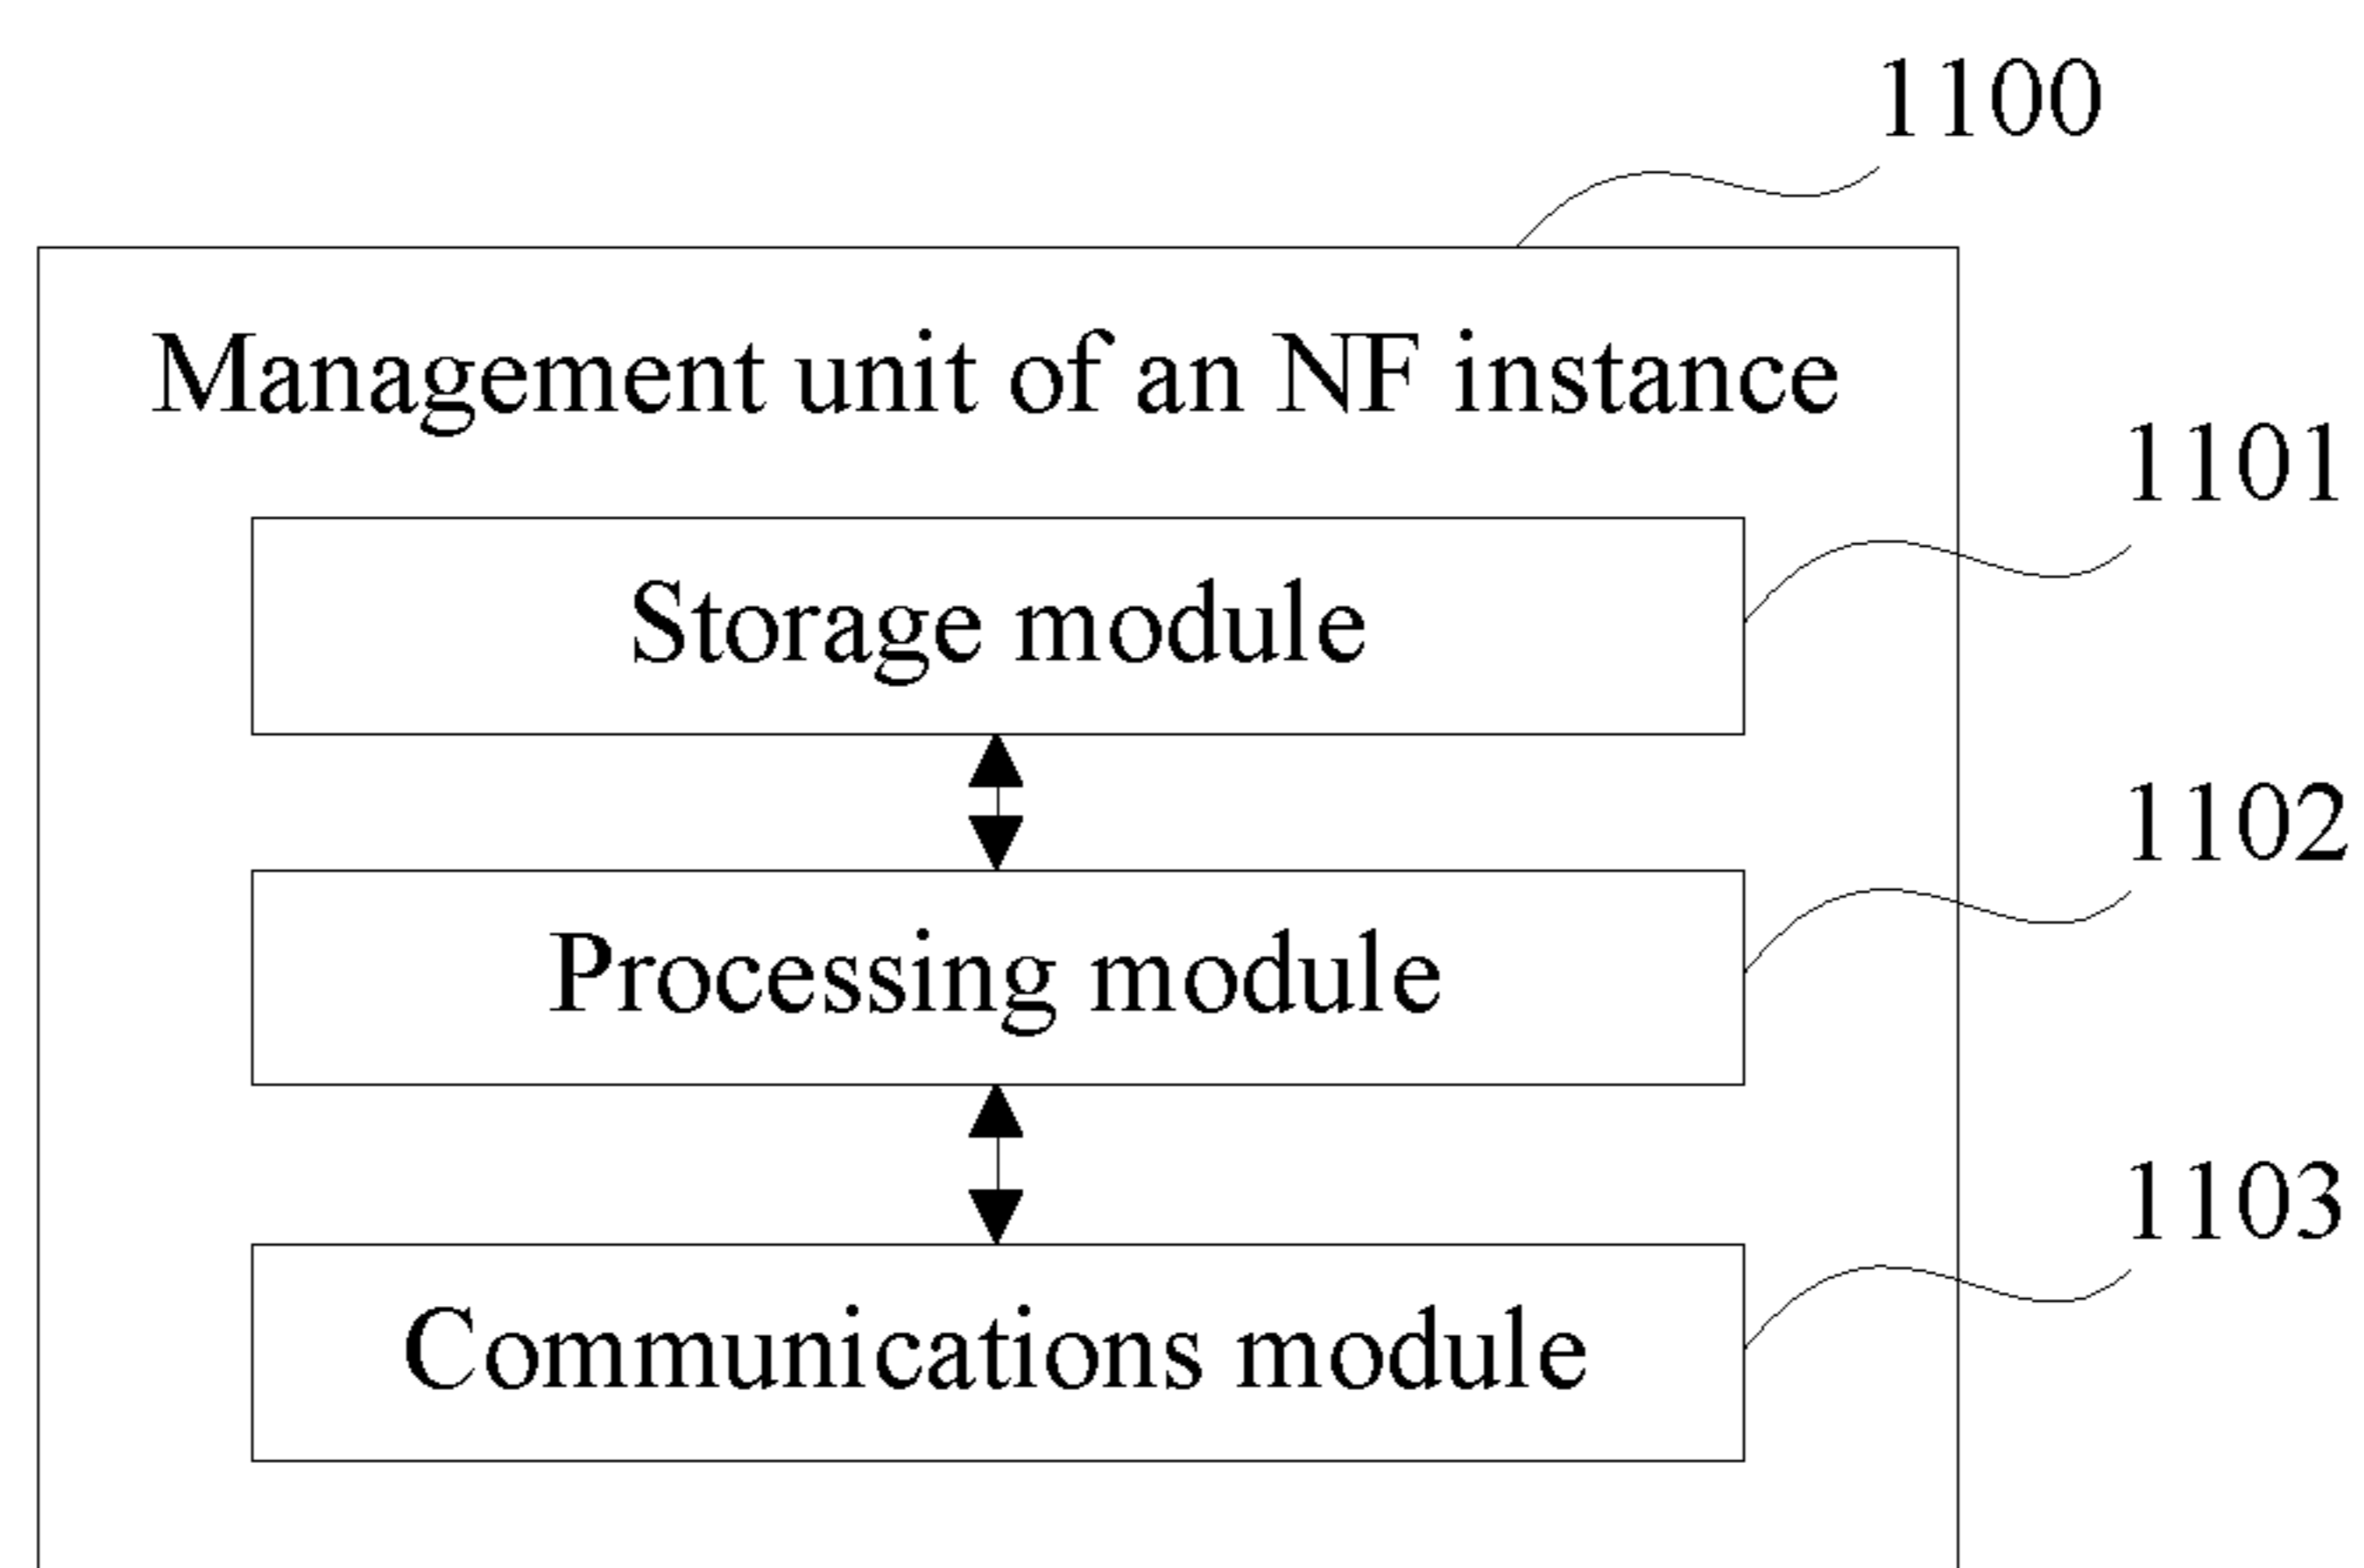 1100
Management unit of an NF instance
1101
Storage module
1102
Processing module
1103
Communications module